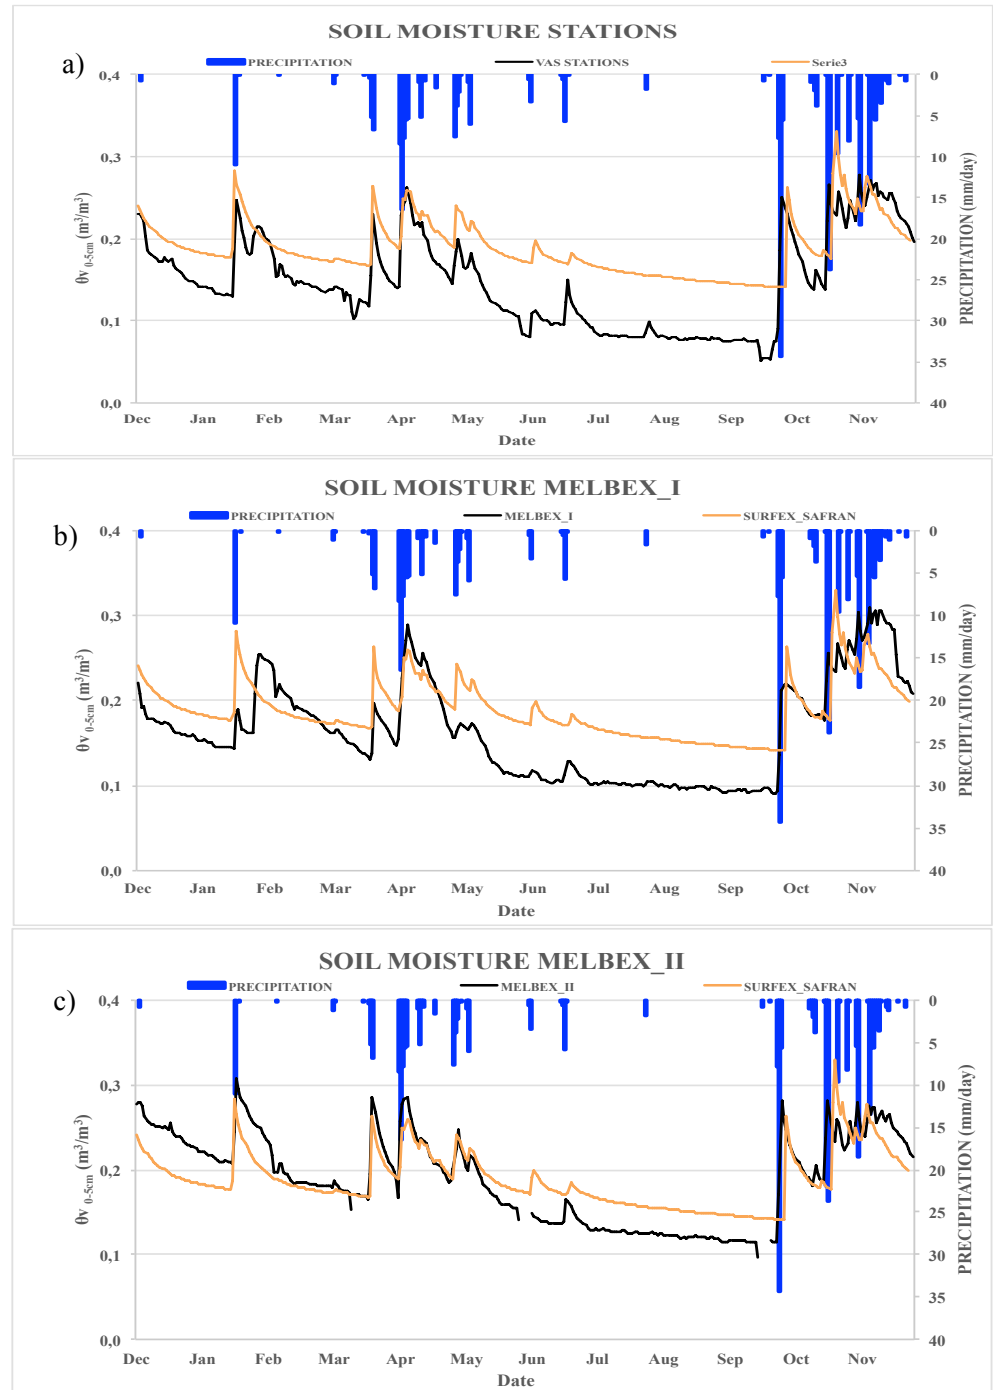 SOIL MOISTURE STATIONS
a)
PRECIPITATION VAS STATIONS Serie3
0,4 0
5
0,3 10
15
0,2 20
25
0,1 30
35
0,0 40
θv 0-5cm (m³/m³)
PRECIPITATION (mm/day)
Dec Jan Feb Mar Apr May Jun Jul Aug Sep Oct Nov
Date
SOIL MOISTURE MELBEX_I
b)
PRECIPITATION MELBEX_I SURFEX_SAFRAN
0,4 0
5
0,3 10
15
0,2 20
25
0,1 30
35
0,0 40
θv 0-5cm (m³/m³)
PRECIPITATION (mm/day)
Dec Jan Feb Mar Apr May Jun Jul Aug Sep Oct Nov
Date
SOIL MOISTURE MELBEX_II
c)
PRECIPITATION MELBEX_II SURFEX_SAFRAN
0,4 0
5
0,3 10
15
0,2 20
25
0,1 30
35
0,0 40
θv 0-5cm (m³/m³)
PRECIPITATION (mm/day)
Dec Jan Feb Mar Apr May Jun Jul Aug Sep Oct Nov
Date